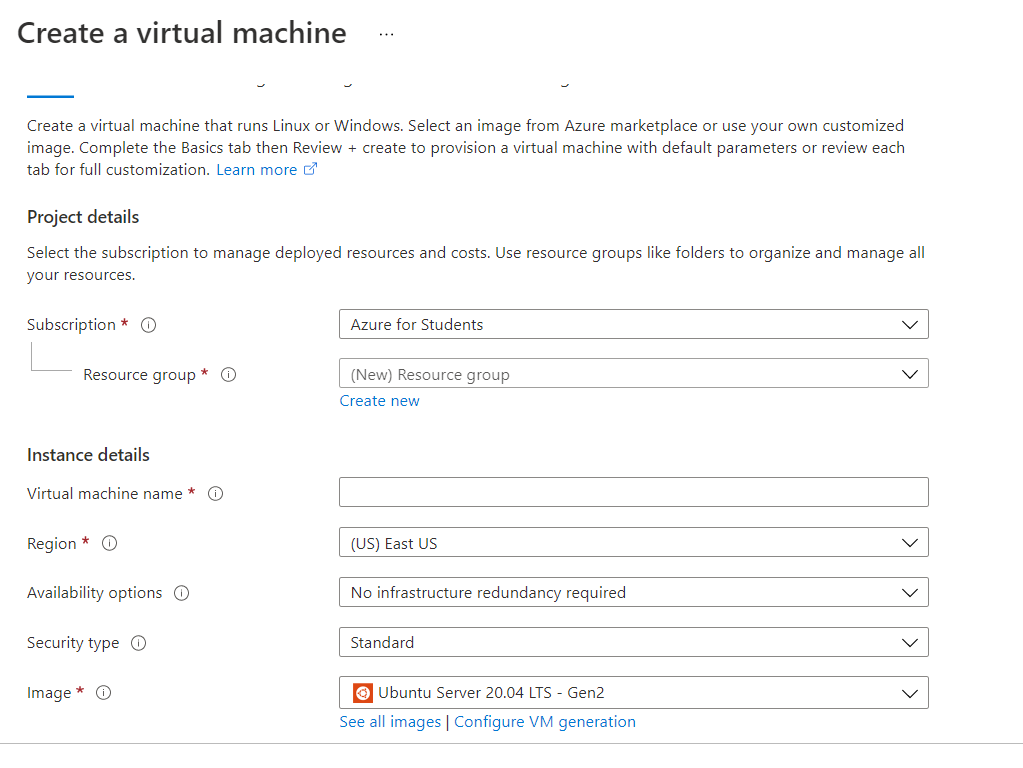 Create a virtual machine ...
Create a virtual machine that runs Linux or Windows. Select an image from Azure marketplace or use your own customized
image. Complete the Basics tab then Review + create to provision a virtual machine with default parameters or review each
tab for full customization. Learn more
Project details
Select the subscription to manage deployed resources and costs. Use resource groups like folders to organize and manage all
your resources.
Subscription * Azure for Students
Resource group * (New) Resource group
Create new
Instance details
Virtual machine name *
Region * (US) East US
Availability options No infrastructure redundancy required
Security type Standard
Image * Ubuntu Server 20.04 LTS - Gen2
See all images | Configure VM generation